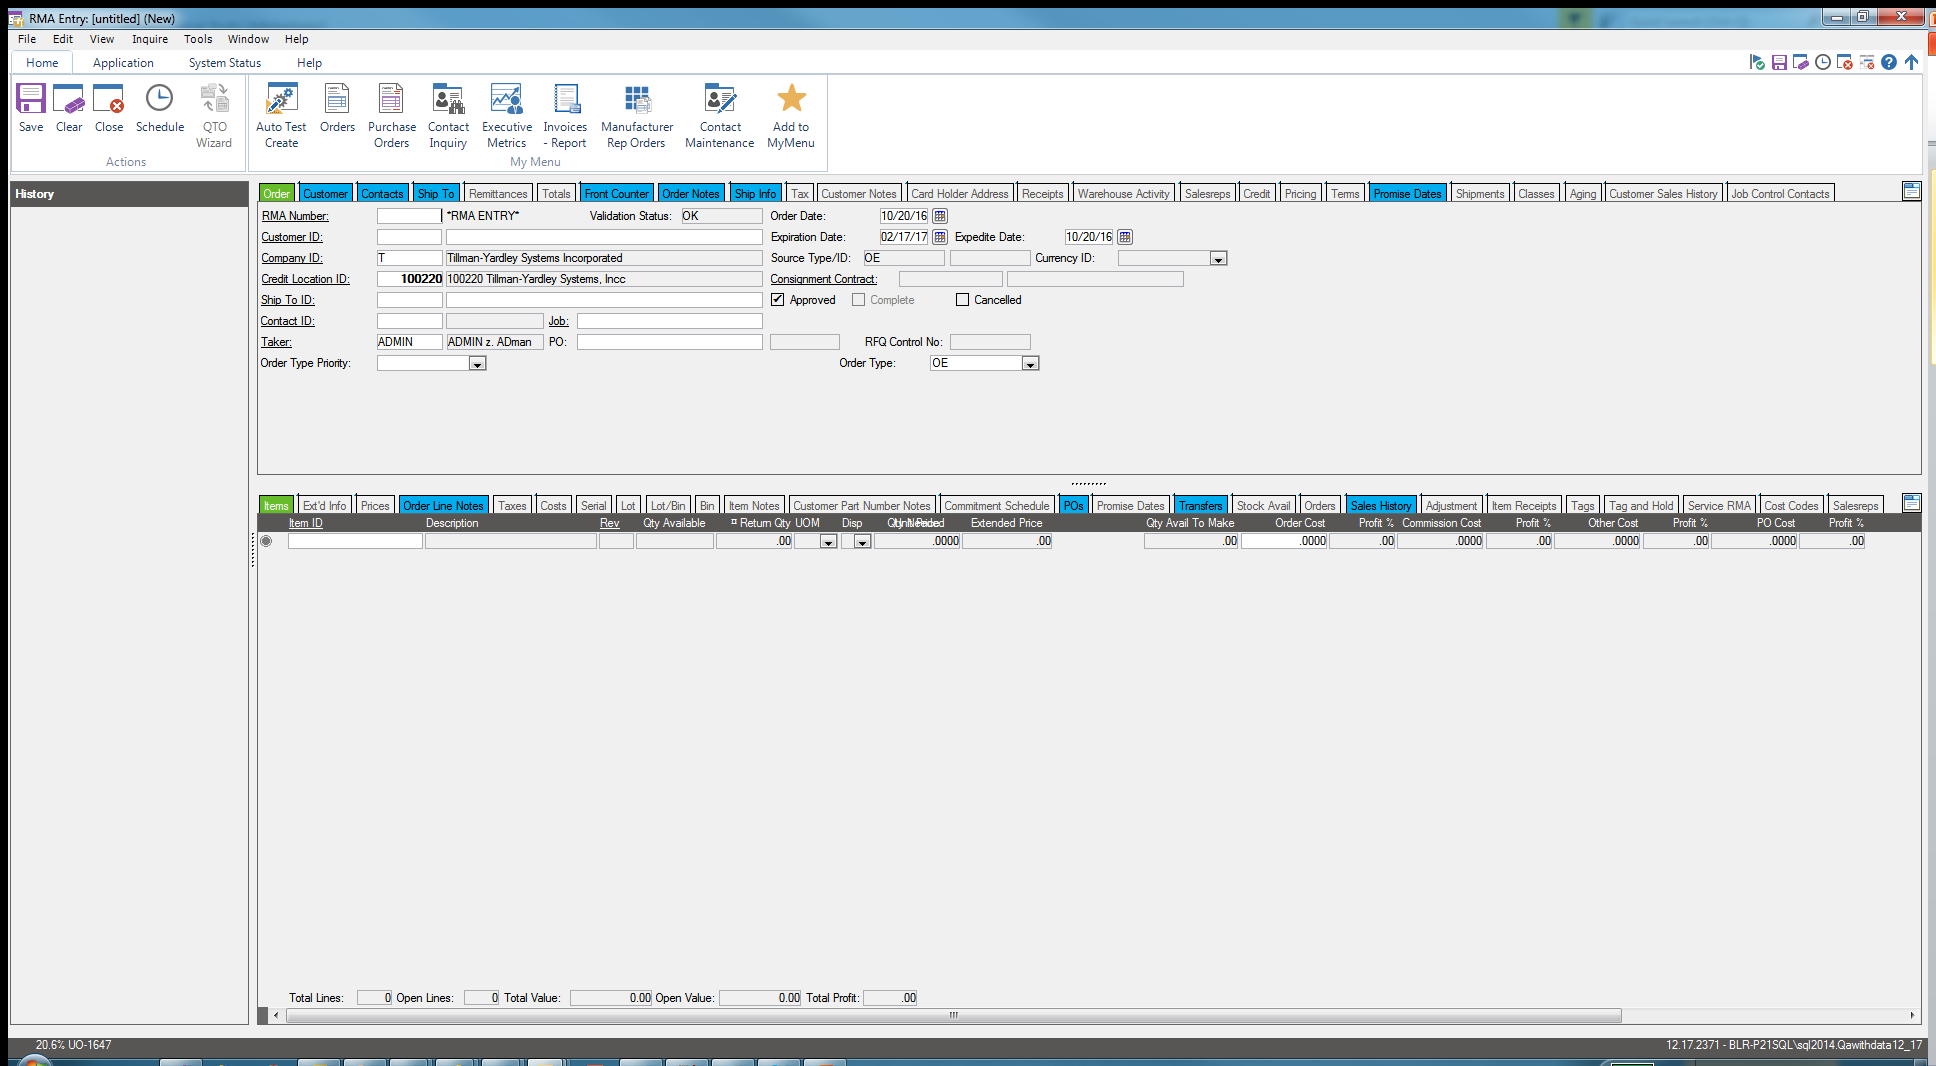 RMA Entry: [untitled] (New)
File Edit View Inquire Tools Window Help
Home Application System Status Help
Save Clear Close Schedule QTO Wizard Auto Test Create Orders Purchase Orders Contact Inquiry Executive Metrics Invoices - Report Manufacturer Rep Orders Contact Maintenance Add to MyMenu
Actions My Menu
History
Order Customer Contacts Ship To Remittances Totals Front Counter Order Notes Ship Info Tax Customer Notes Card Holder Address Receipts Warehouse Activity Salesreps Credit Pricing Terms Promise Dates Shipments Classes Aging Customer Sales History Job Control Contacts
RMA Number: *RMA ENTRY* Validation Status: OK Order Date: 10/20/16
Customer ID: Expiration Date: 02/17/17 Expedite Date: 10/20/16
Company ID: T Tillman-Yardley Systems Incorporated Source Type/ID: OE Currency ID:
Credit Location ID: 100220 100220 Tillman-Yardley Systems, Incc Consignment Contract:
Ship To ID: Approved Complete Cancelled
Contact ID: Job:
Taker: ADMIN ADMIN z. ADman PO: RFQ Control No:
Order Type Priority: Order Type: OE
Items Ext'd Info Prices Order Line Notes Taxes Costs Serial Lot Lot/Bin Bin Item Notes Customer Part Number Notes Commitment Schedule POs Promise Dates Transfers Stock Avail Orders Sales History Adjustment Item Receipts Tags Tag and Hold Service RMA Cost Codes Salesreps
Item ID Description Rev Qty Available ¤ Return Qty UOM Disp Extended Price Qty Avail To Make Order Cost Profit % Commission Cost Profit % Other Cost Profit % PO Cost Profit %
.00 .0000 .00 .00 .0000 .00 .0000 .00 .0000 .00 .0000 .00
Total Lines: 0 Open Lines: 0 Total Value: 0.00 Open Value: 0.00 Total Profit: .00
20.6% UO-1647 12.17.2371 - BLR-P21SQL\sql2014.Qawithdata12_17